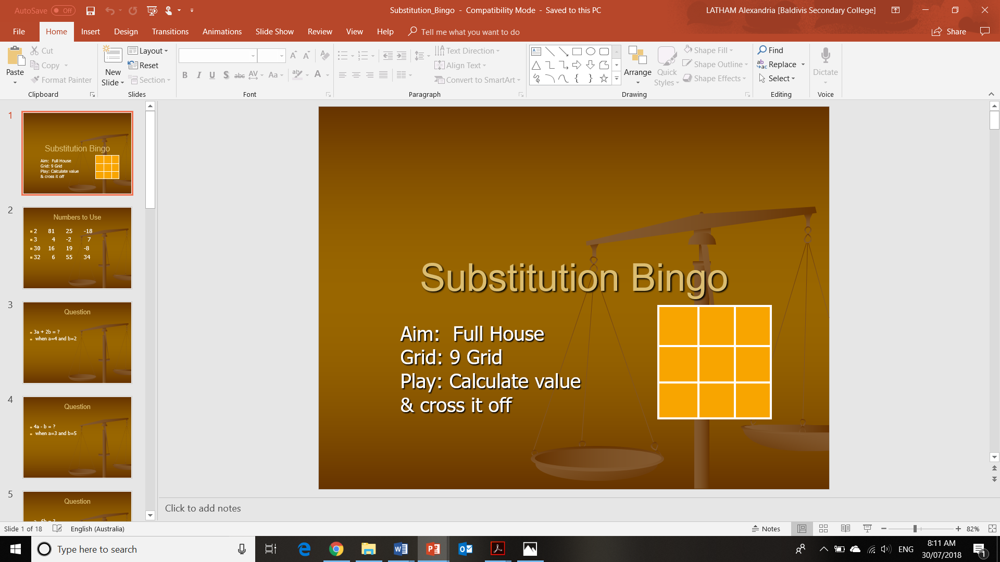 AutoSave Off
Substitution_Bingo - Compatibility Mode - Saved to this PC
LATHAM Alexandria [Baldivis Secondary College]
File Home Insert Design Transitions Animations Slide Show Review View Help Tell me what you want to do
Share
Paste
Cut
Copy
Format Painter
Clipboard
New
Slide
Layout
Reset
Section
Slides
B I U S abc AV Aa A
Font
Text Direction
Align Text
Convert to SmartArt
Paragraph
Arrange
Quick
Styles
Shape Fill
Shape Outline
Shape Effects
Drawing
Find
Replace
Select
Editing
Dictate
Voice
1
Substitution Bingo
Aim: Full House
Grid: 9 Grid
Play: Calculate value
& cross it off
2
Numbers to Use
2 81 25 -18
3 4 -2 7
30 16 19 -8
32 6 55 34
3
Question
3a + 2b = ?
when a=4 and b=2
4
Question
4a - b = ?
when a=3 and b=5
5
Question
Substitution Bingo
Aim: Full House
Grid: 9 Grid
Play: Calculate value
& cross it off
Click to add notes
Slide 1 of 18
English (Australia)
Notes
82%
Type here to search
ENG
8:11 AM
30/07/2018
1